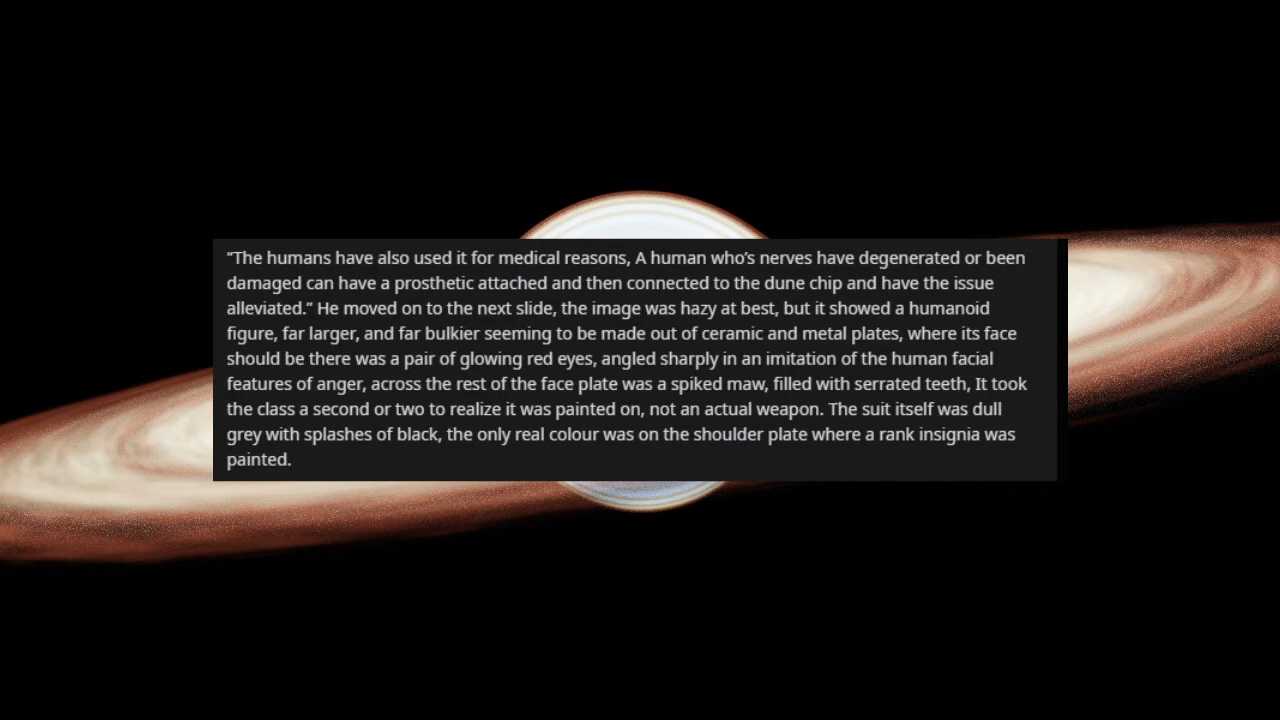 “The humans have also used it for medical reasons, A human who’s nerves have degenerated or been
damaged can have a prosthetic attached and then connected to the dune chip and have the issue
alleviated.” He moved on to the next slide, the image was hazy at best, but it showed a humanoid
figure, far larger, and far bulkier seeming to be made out of ceramic and metal plates, where its face
should be there was a pair of glowing red eyes, angled sharply in an imitation of the human facial
features of anger, across the rest of the face plate was a spiked maw, filled with serrated teeth, It took
the class a second or two to realize it was painted on, not an actual weapon. The suit itself was dull
grey with splashes of black, the only real colour was on the shoulder plate where a rank insignia was
painted.